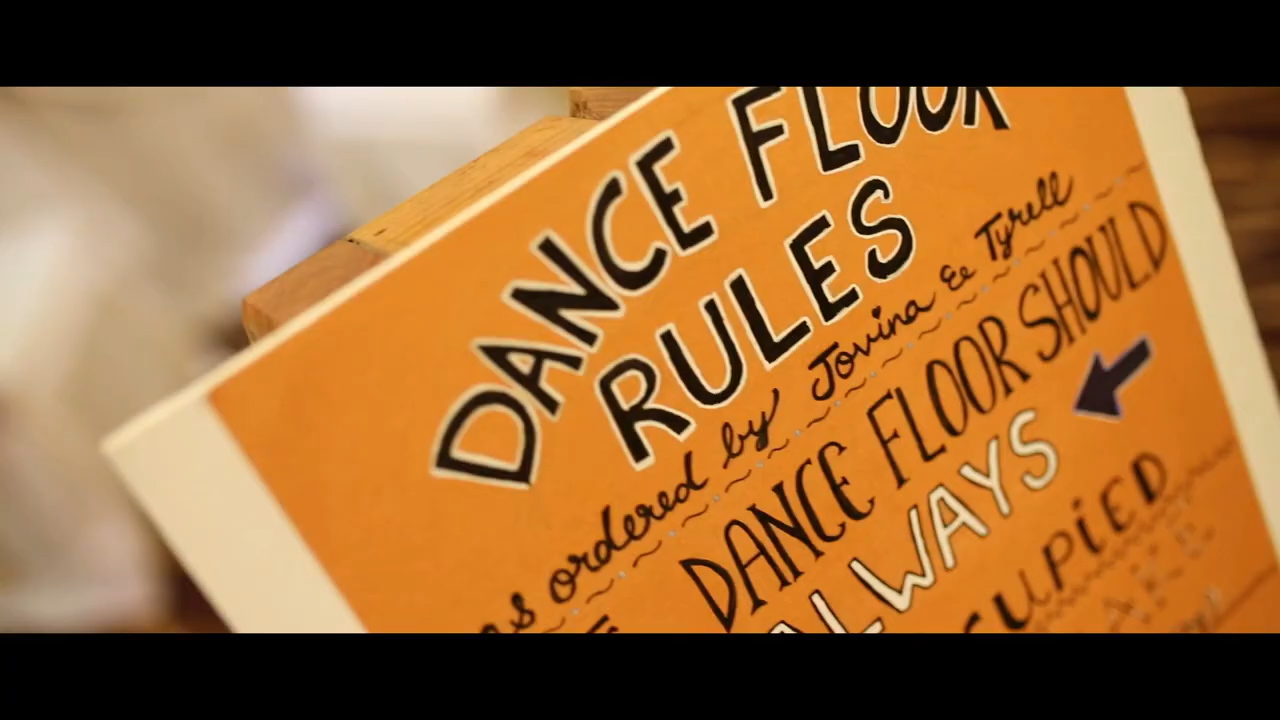 DANCE FLOOR
RULES
as ordered by Jovina & Tyrell
DANCE FLOOR SHOULD
ALWAYS